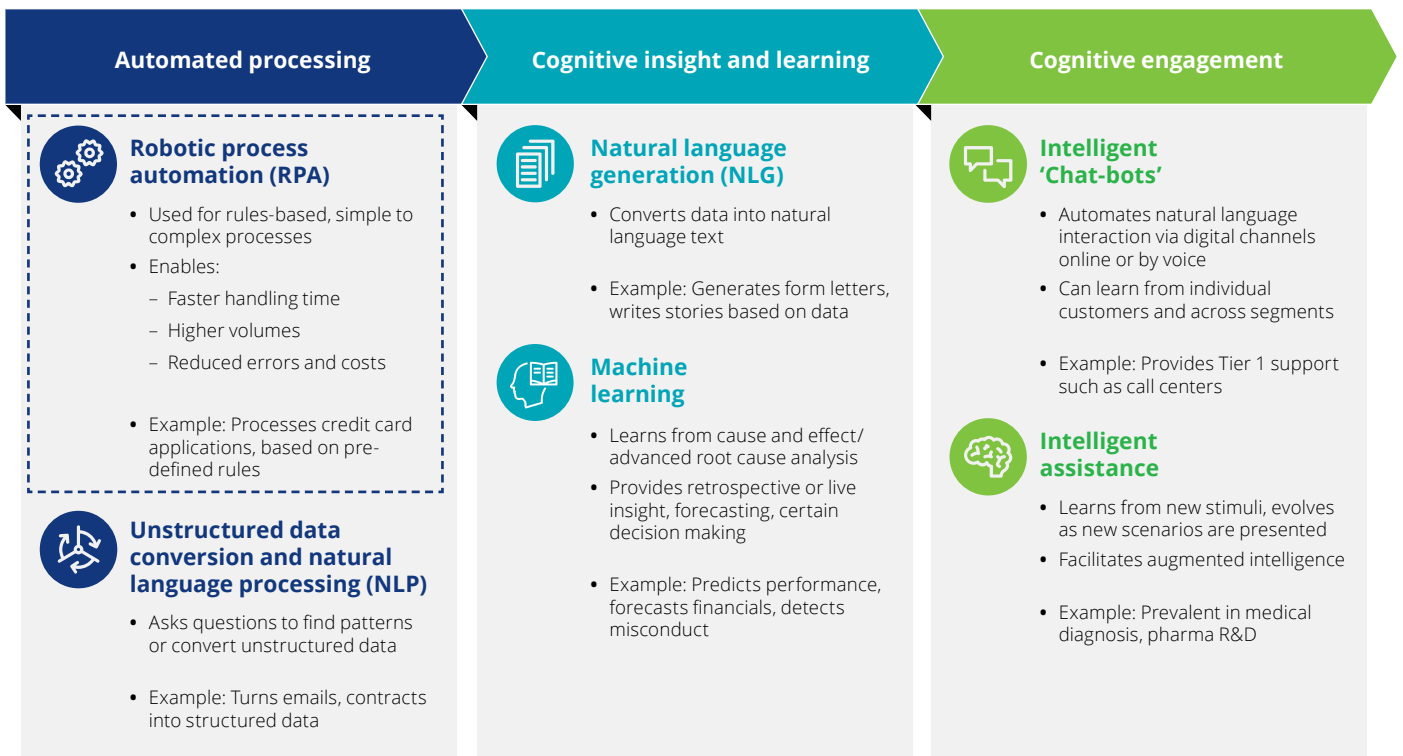 Automated processing
Cognitive insight and learning
Cognitive engagement
Robotic process
automation (RPA)
• Used for rules-based, simple to
complex processes
• Enables:
– Faster handling time
– Higher volumes
– Reduced errors and costs
• Example: Processes credit card
applications, based on pre-
defined rules
Unstructured data
conversion and natural
language processing (NLP)
• Asks questions to find patterns
or convert unstructured data
• Example: Turns emails, contracts
into structured data
Natural language
generation (NLG)
• Converts data into natural
language text
• Example: Generates form letters,
writes stories based on data
Machine
learning
• Learns from cause and effect/
advanced root cause analysis
• Provides retrospective or live
insight, forecasting, certain
decision making
• Example: Predicts performance,
forecasts financials, detects
misconduct
Intelligent
‘Chat-bots’
• Automates natural language
interaction via digital channels
online or by voice
• Can learn from individual
customers and across segments
• Example: Provides Tier 1 support
such as call centers
Intelligent
assistance
• Learns from new stimuli, evolves
as new scenarios are presented
• Facilitates augmented intelligence
• Example: Prevalent in medical
diagnosis, pharma R&D